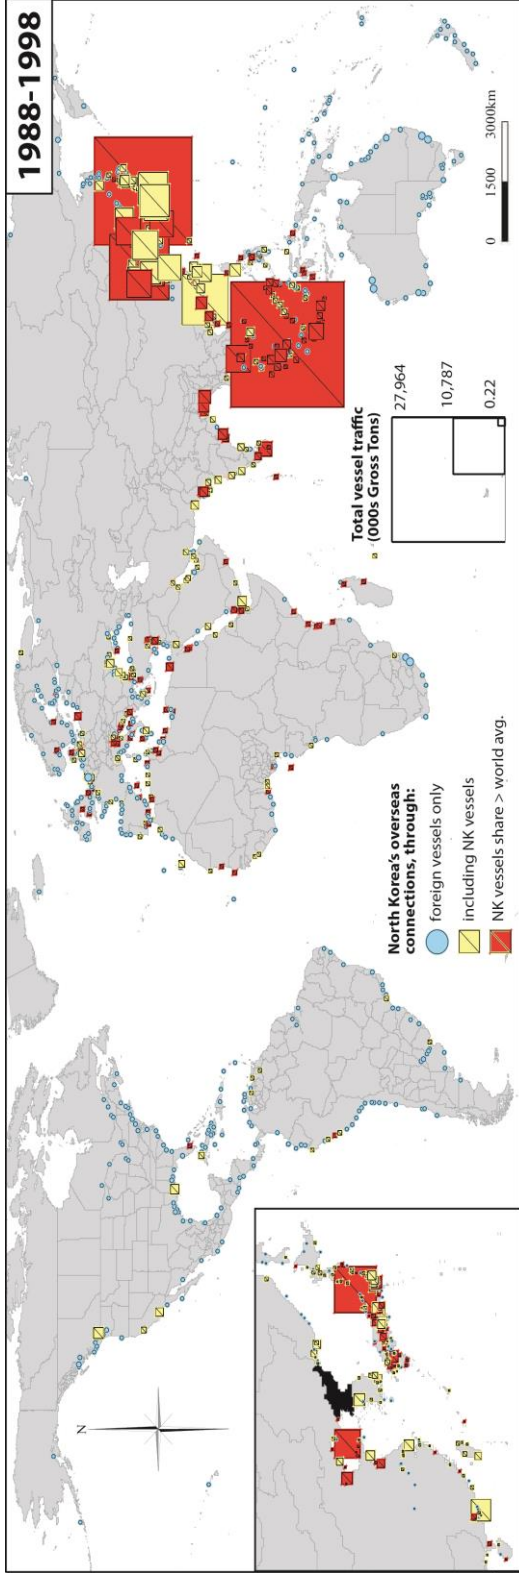 1988-1998
N
North Korea's overseas
connections, through:
foreign vessels only
including NK vessels
NK vessels share > world avg.
Total vessel traffic
(000s Gross Tons)
27,964
10,787
0.22
0 1500 3000km